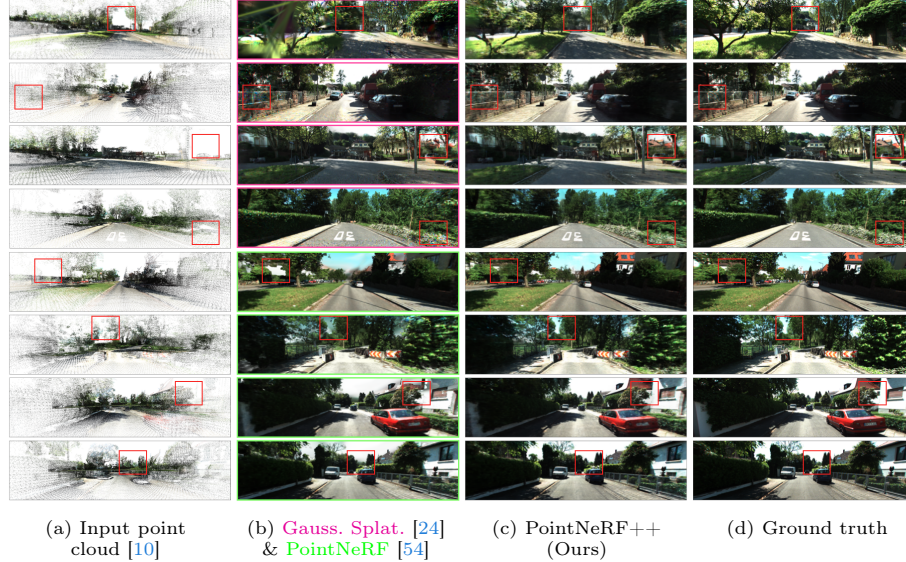 (a) Input point
cloud [10]
(b) Gauss. Splat. [24]
& PointNeRF [54]
(c) PointNeRF++
(Ours)
(d) Ground truth